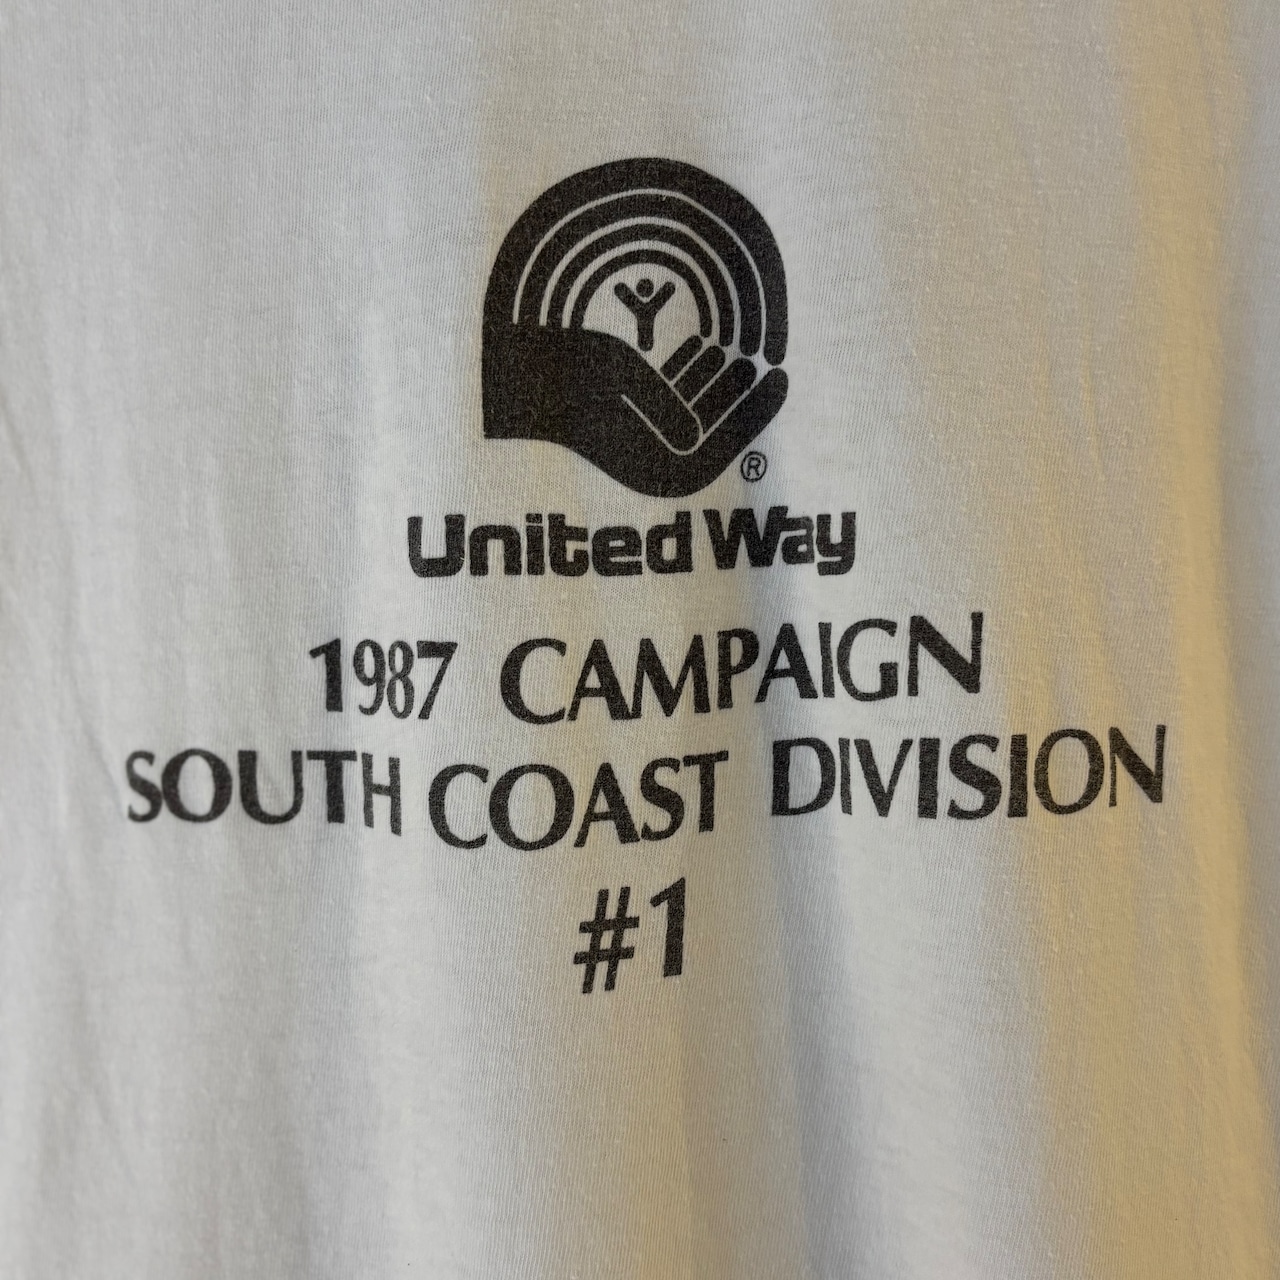 ®
United Way
1987 CAMPAIGN
SOUTH COAST DIVISION
#1